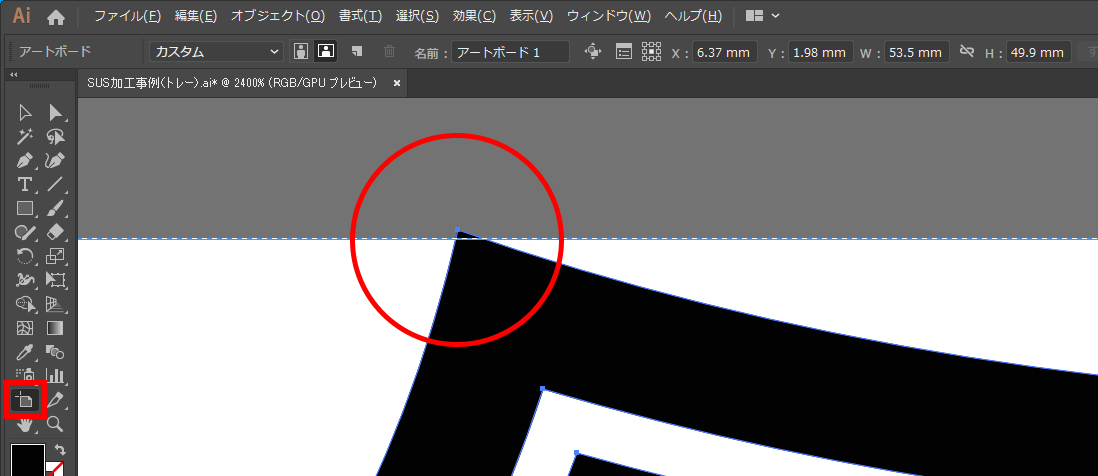 Ai ファイル(F) 編集(E) オブジェクト(O) 書式(T) 選択(S) 効果(C) 表示(V) ウィンドウ(W) ヘルプ(H)
アートボード カスタム 名前： アートボード 1 X： 6.37 mm Y： 1.98 mm W： 53.5 mm H： 49.9 mm
SUS加工事例(トレー).ai* @ 2400% (RGB/GPU プレビュー) ×